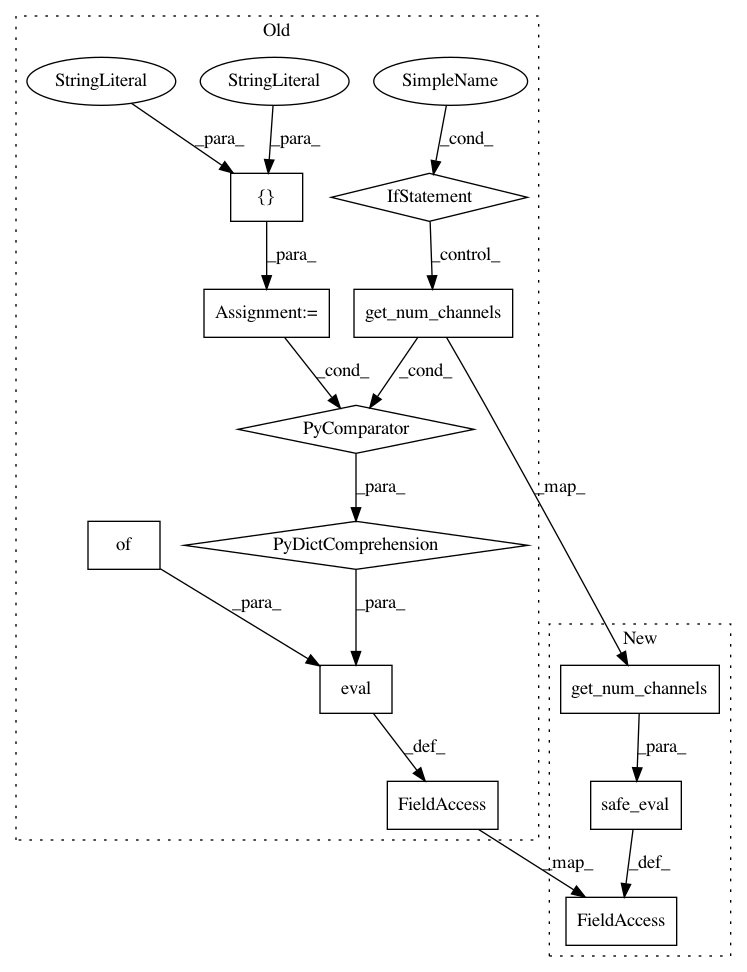 Old
StringLiteral
StringLiteral
SimpleName
_para_
_para_
_cond_
{}
IfStatement
_para_
_control_
Assignment:=
get_num_channels
_cond_
_cond_
PyComparator
_para_
_map_
of
PyDictComprehension
_para_
_para_
New
eval
get_num_channels
_def_
_para_
FieldAccess
safe_eval
_map_
_def_
FieldAccess